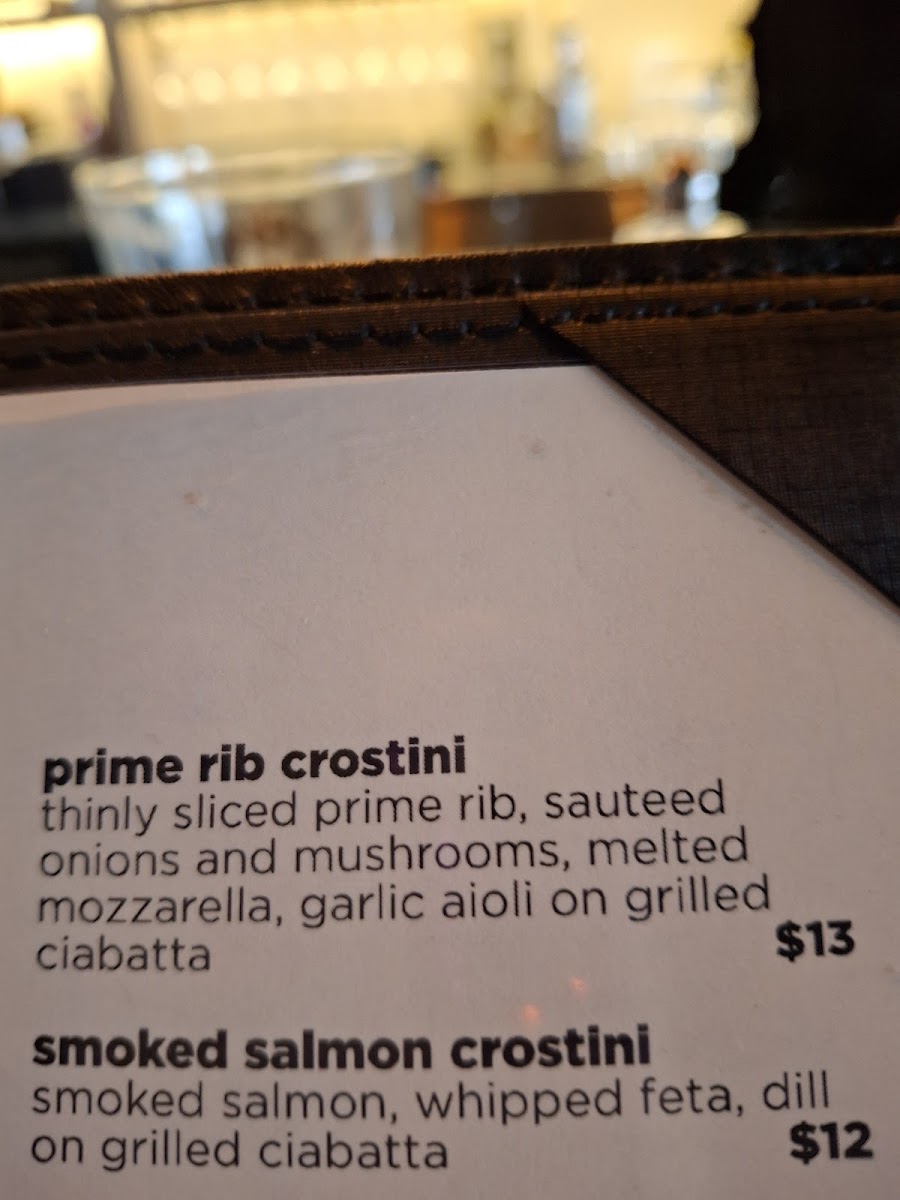 prime rib crostini
thinly sliced prime rib, sauteed
onions and mushrooms, melted
mozzarella, garlic aioli on grilled
ciabatta $13
smoked salmon crostini
smoked salmon, whipped feta, dill
on grilled ciabatta $12